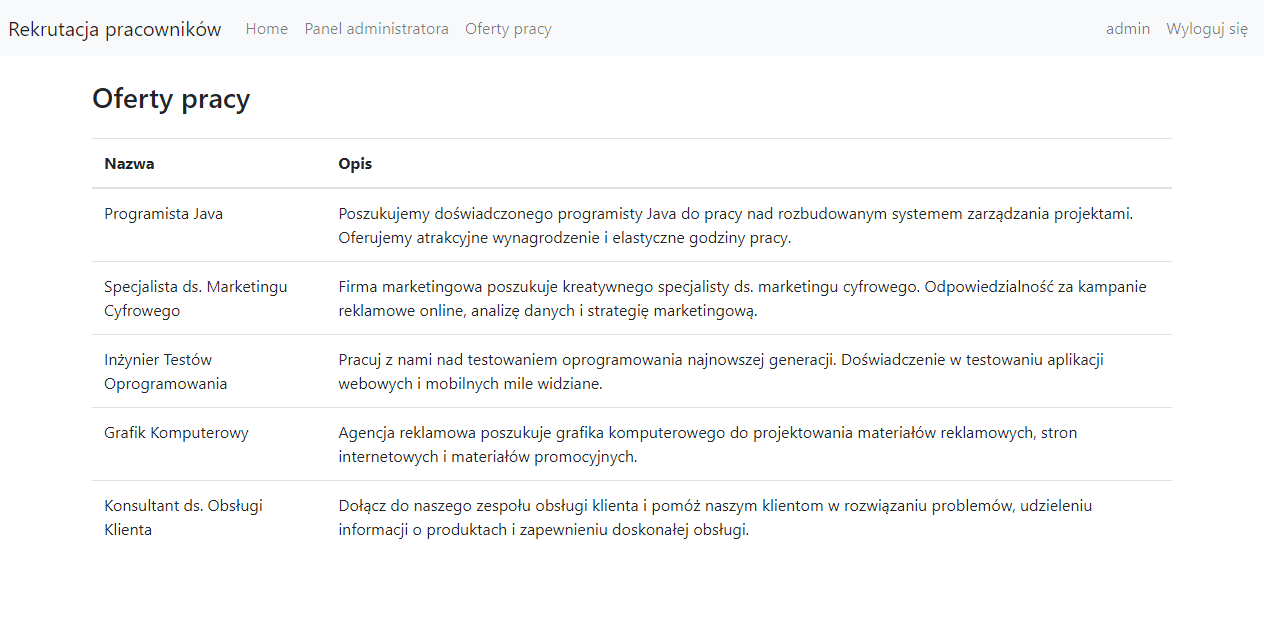 Rekrutacja pracowników Home Panel administratora Oferty pracy admin Wyloguj się
Oferty pracy
Nazwa Opis
Programista Java Poszukujemy doświadczonego programisty Java do pracy nad rozbudowanym systemem zarządzania projektami.
Oferujemy atrakcyjne wynagrodzenie i elastyczne godziny pracy.
Specjalista ds. Marketingu Firma marketingowa poszukuje kreatywnego specjalisty ds. marketingu cyfrowego. Odpowiedzialność za kampanie
Cyfrowego reklamowe online, analizę danych i strategię marketingową.
Inżynier Testów Pracuj z nami nad testowaniem oprogramowania najnowszej generacji. Doświadczenie w testowaniu aplikacji
Oprogramowania webowych i mobilnych mile widziane.
Grafik Komputerowy Agencja reklamowa poszukuje grafika komputerowego do projektowania materiałów reklamowych, stron
internetowych i materiałów promocyjnych.
Konsultant ds. Obsługi Dołącz do naszego zespołu obsługi klienta i pomóż naszym klientom w rozwiązaniu problemów, udzieleniu
Klienta informacji o produktach i zapewnieniu doskonałej obsługi.